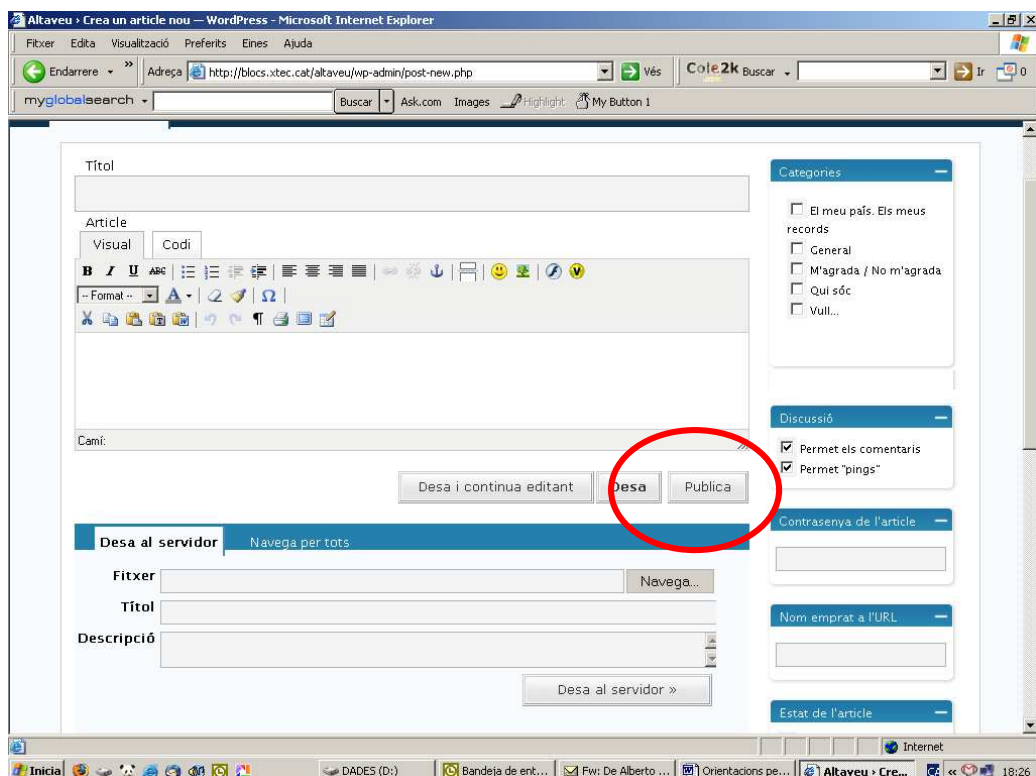 Altaveu › Crea un article nou — WordPress - Microsoft Internet Explorer
Fitxer Edita Visualització Preferits Eines Ajuda
Endarrere » Adreça http://blocs.xtec.cat/altaveu/wp-admin/post-new.php Vés Cole2k Buscar Ir 0
myglobalsearch Buscar Ask.com Images Highlight My Button 1
Títol
Article
Visual Codi
B I U ABC
-- Format -- A Ω
T W ¶
Camí:
Desa i continua editant Desa Publica
Desa al servidor Navega per tots
Fitxer Navega...
Títol
Descripció
Desa al servidor »
Categories
El meu país. Els meus
records
General
M'agrada / No m'agrada
Qui sóc
Vull...
Discussió
Permet els comentaris
Permet "pings"
Contrasenya de l'article
Nom emprat a l'URL
Estat de l'article
Internet
Inicia DADES (D:) Bandeja de ent... Fw: De Alberto ... Orientacions pe... Altaveu › Cre... « 18:20